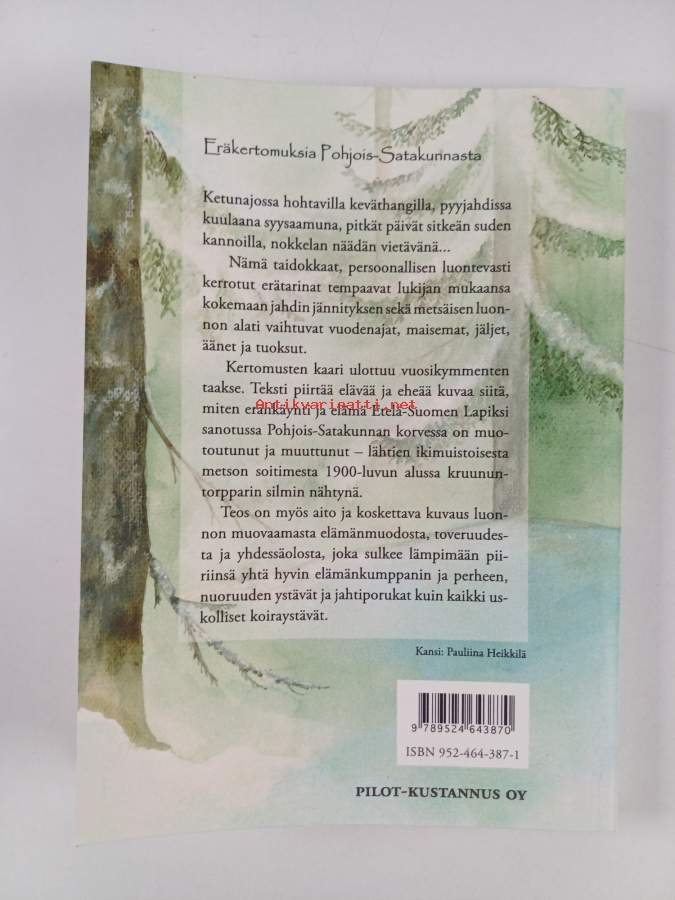 Eräkertomuksia Pohjois-Satakunnasta
Ketunajossa hohtavilla keväthangilla, pyyjahdissa
kuulaana syysaamuna, pitkät päivät sitkeän suden
kannoilla, nokkelan näädän vietävänä...
Nämä taidokkaat, persoonallisen luontevasti
kerrotut erätarinat tempaavat lukijan mukaansa
kokemaan jahdin jännityksen sekä metsäisen luon-
non alati vaihtuvat vuodenajat, maisemat, jäljet,
äänet ja tuoksut.
Kertomusten kaari ulottuu vuosikymmenten
taakse. Teksti piirtää elävää ja eheää kuvaa siitä,
Antikvariaatti.net
miten eränkäynti ja elämä Etelä-Suomen Lapiksi
sanotussa Pohjois-Satakunnan korvessa on muo-
toutunut ja muuttunut – lähtien ikimuistoisesta
metson soitimesta 1900-luvun alussa kruunun-
torpparin silmin nähtynä.
Teos on myös aito ja koskettava kuvaus luon-
non muovaamasta elämänmuodosta, toveruudes-
ta ja yhdessäolosta, joka sulkee lämpimään pii-
riinsä yhtä hyvin elämänkumppanin ja perheen,
nuoruuden ystävät ja jahtiporukat kuin kaikki us-
kolliset koiraystävät.
Kansi: Pauliina Heikkilä
9 789524 643870
ISBN 952-464-387-1
PILOT-KUSTANNUS OY